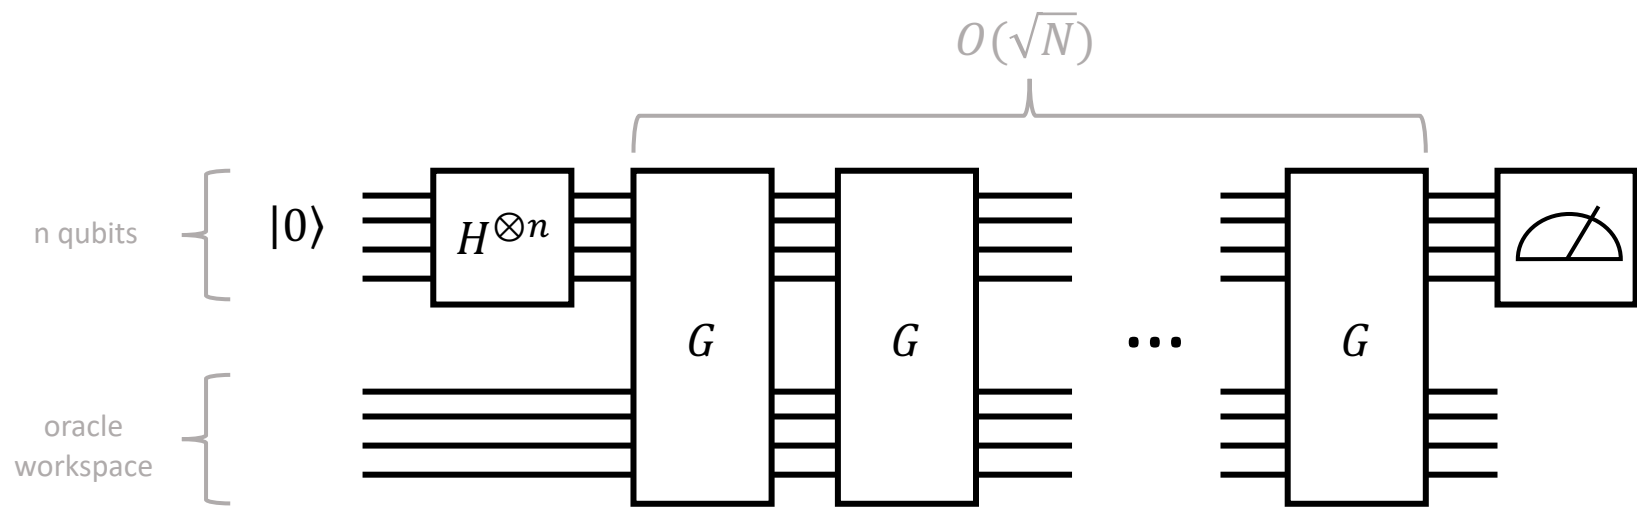 O(√N)
n qubits
|0⟩
H^{⊗n}
G
G
...
G
oracle
workspace